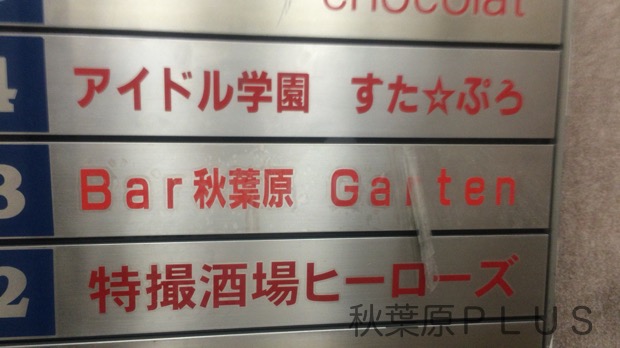 chocolat
4 アイドル学園 すた☆ぷろ
3 Bar秋葉原 Garten
2 特撮酒場ヒーローズ
秋葉原PLUS